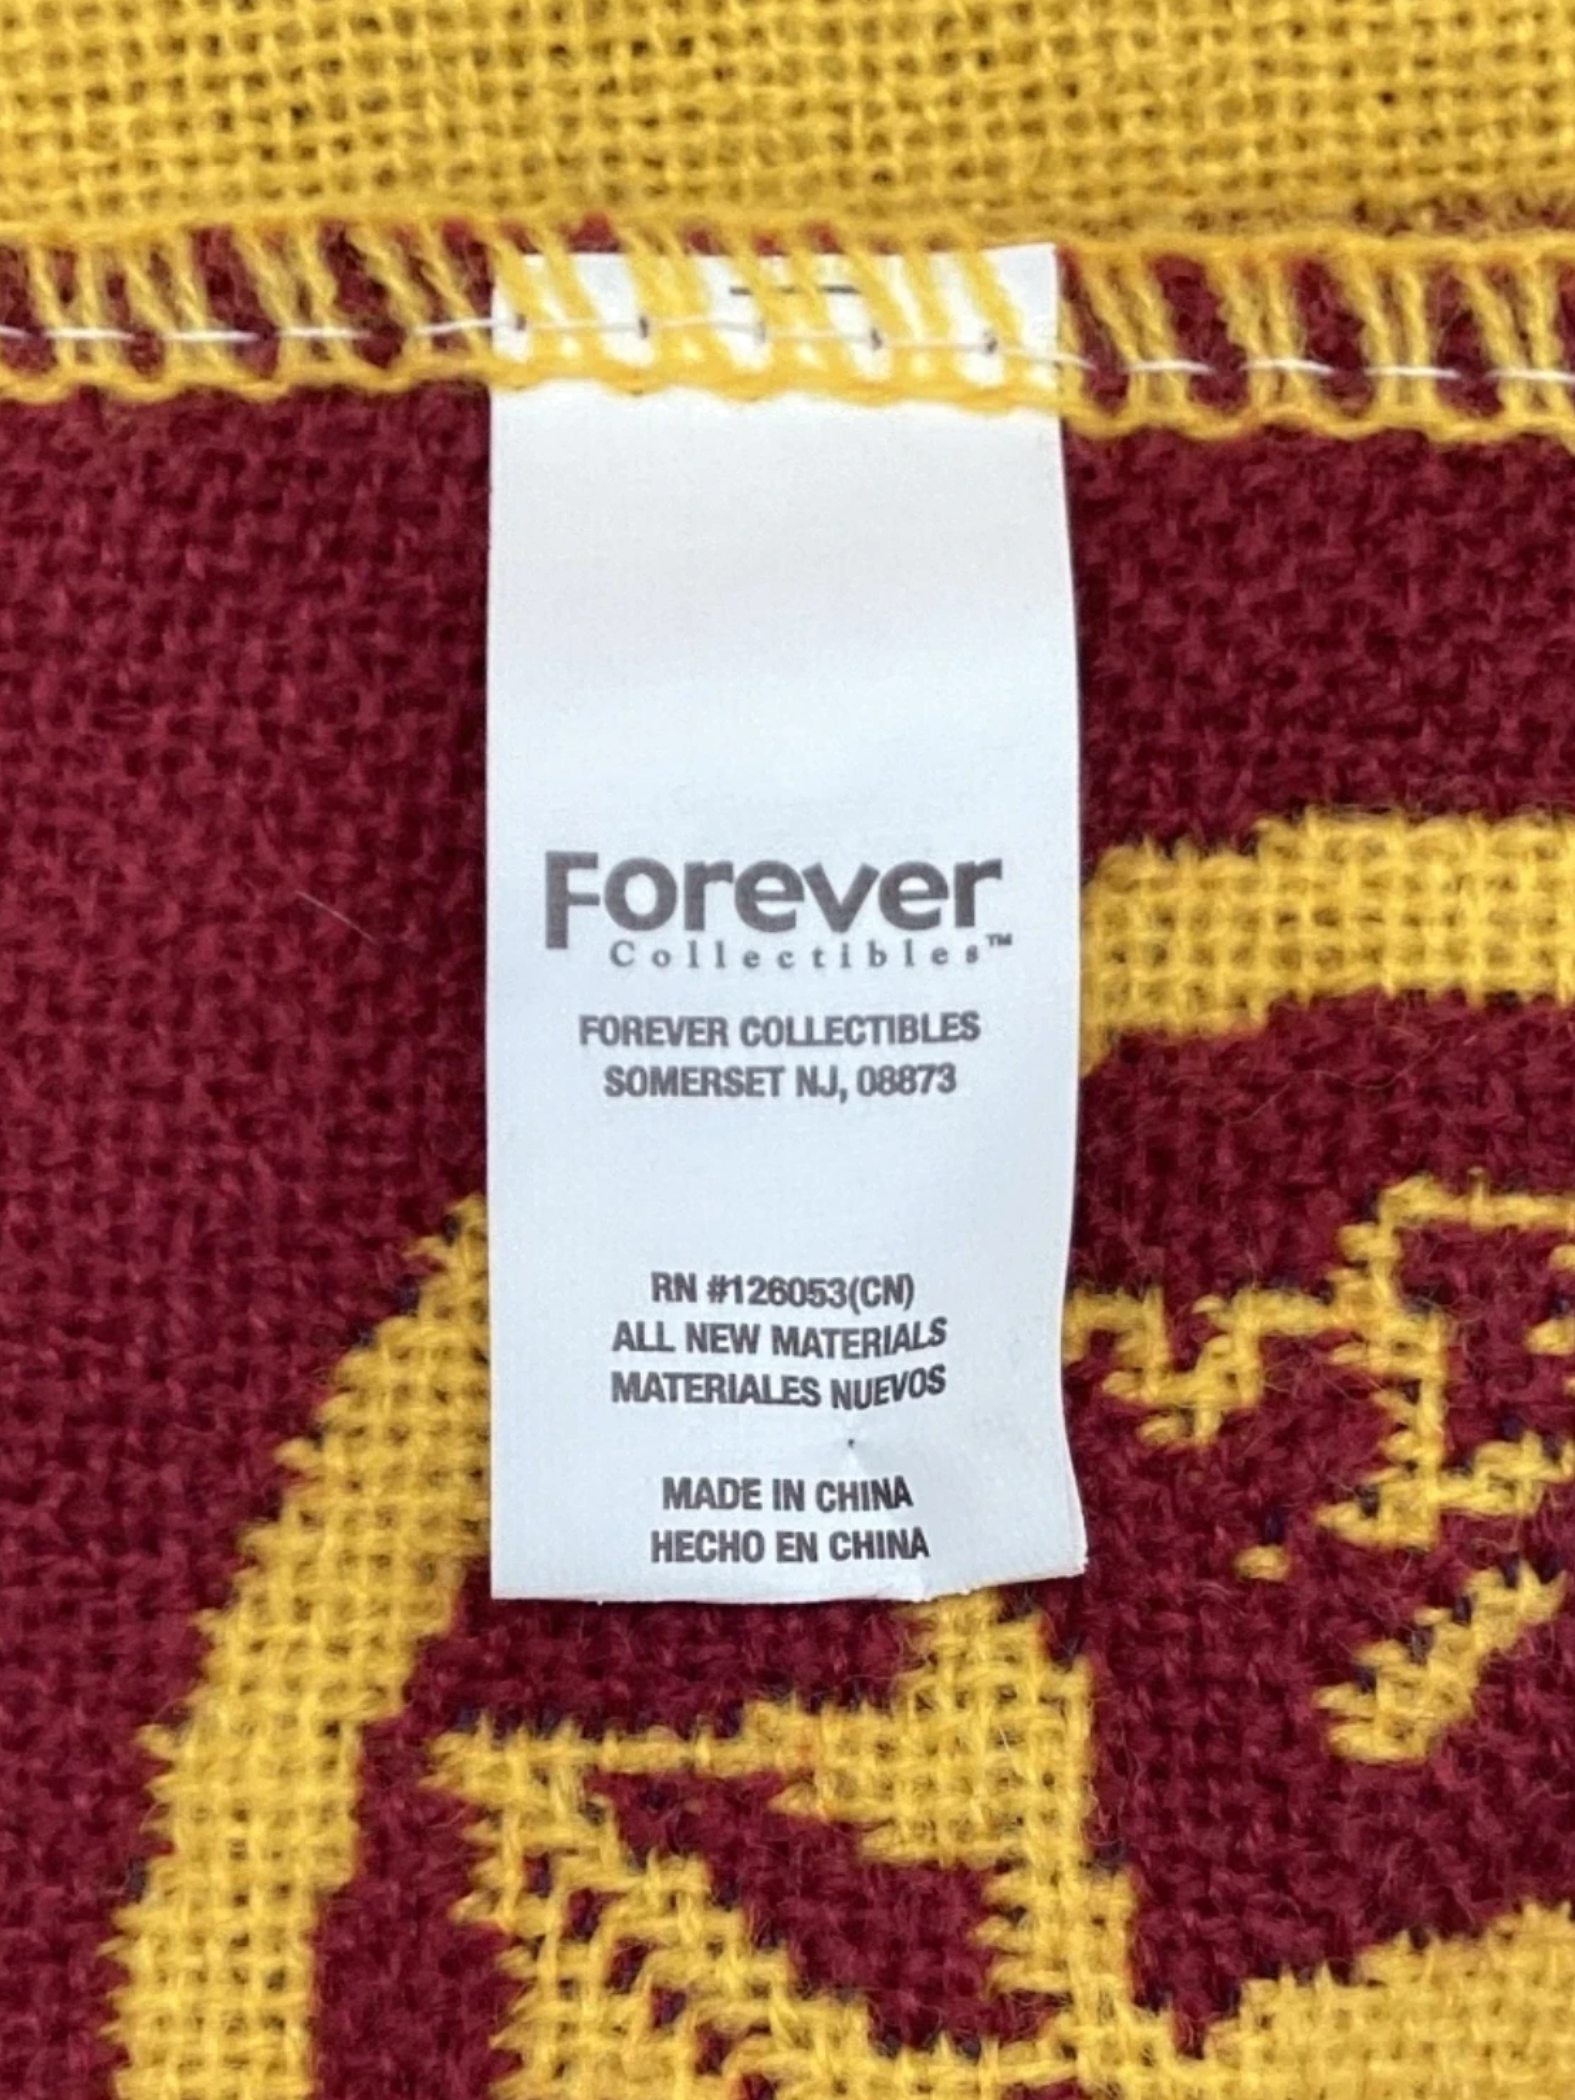 Forever
Collectibles™
FOREVER COLLECTIBLES
SOMERSET NJ, 08873
RN #126053(CN)
ALL NEW MATERIALS
MATERIALES NUEVOS
MADE IN CHINA
HECHO EN CHINA